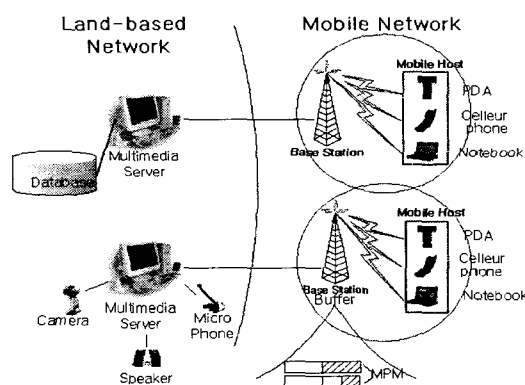 Land-based
Network
Mobile Network
Mobile Host
PDA
Celleur
phone
Notebook
Base Station
Multimedia
Server
Database
Mobile Host
PDA
Celleur
phone
Notebook
Base Station
Buffer
Multimedia
Server
Camera
Micro
Phone
Speaker
MPM